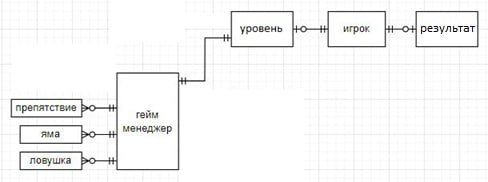 уровень
игрок
результат
гейм
менеджер
препятствие
яма
ловушка